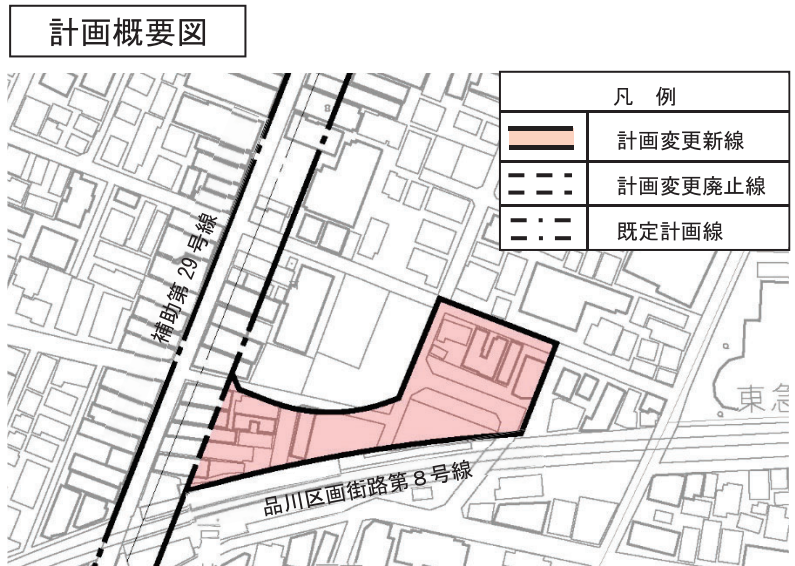 計画概要図
凡 例
計画変更新線
計画変更廃止線
既定計画線
補助第29号線
東急
品川区画街路第8号線